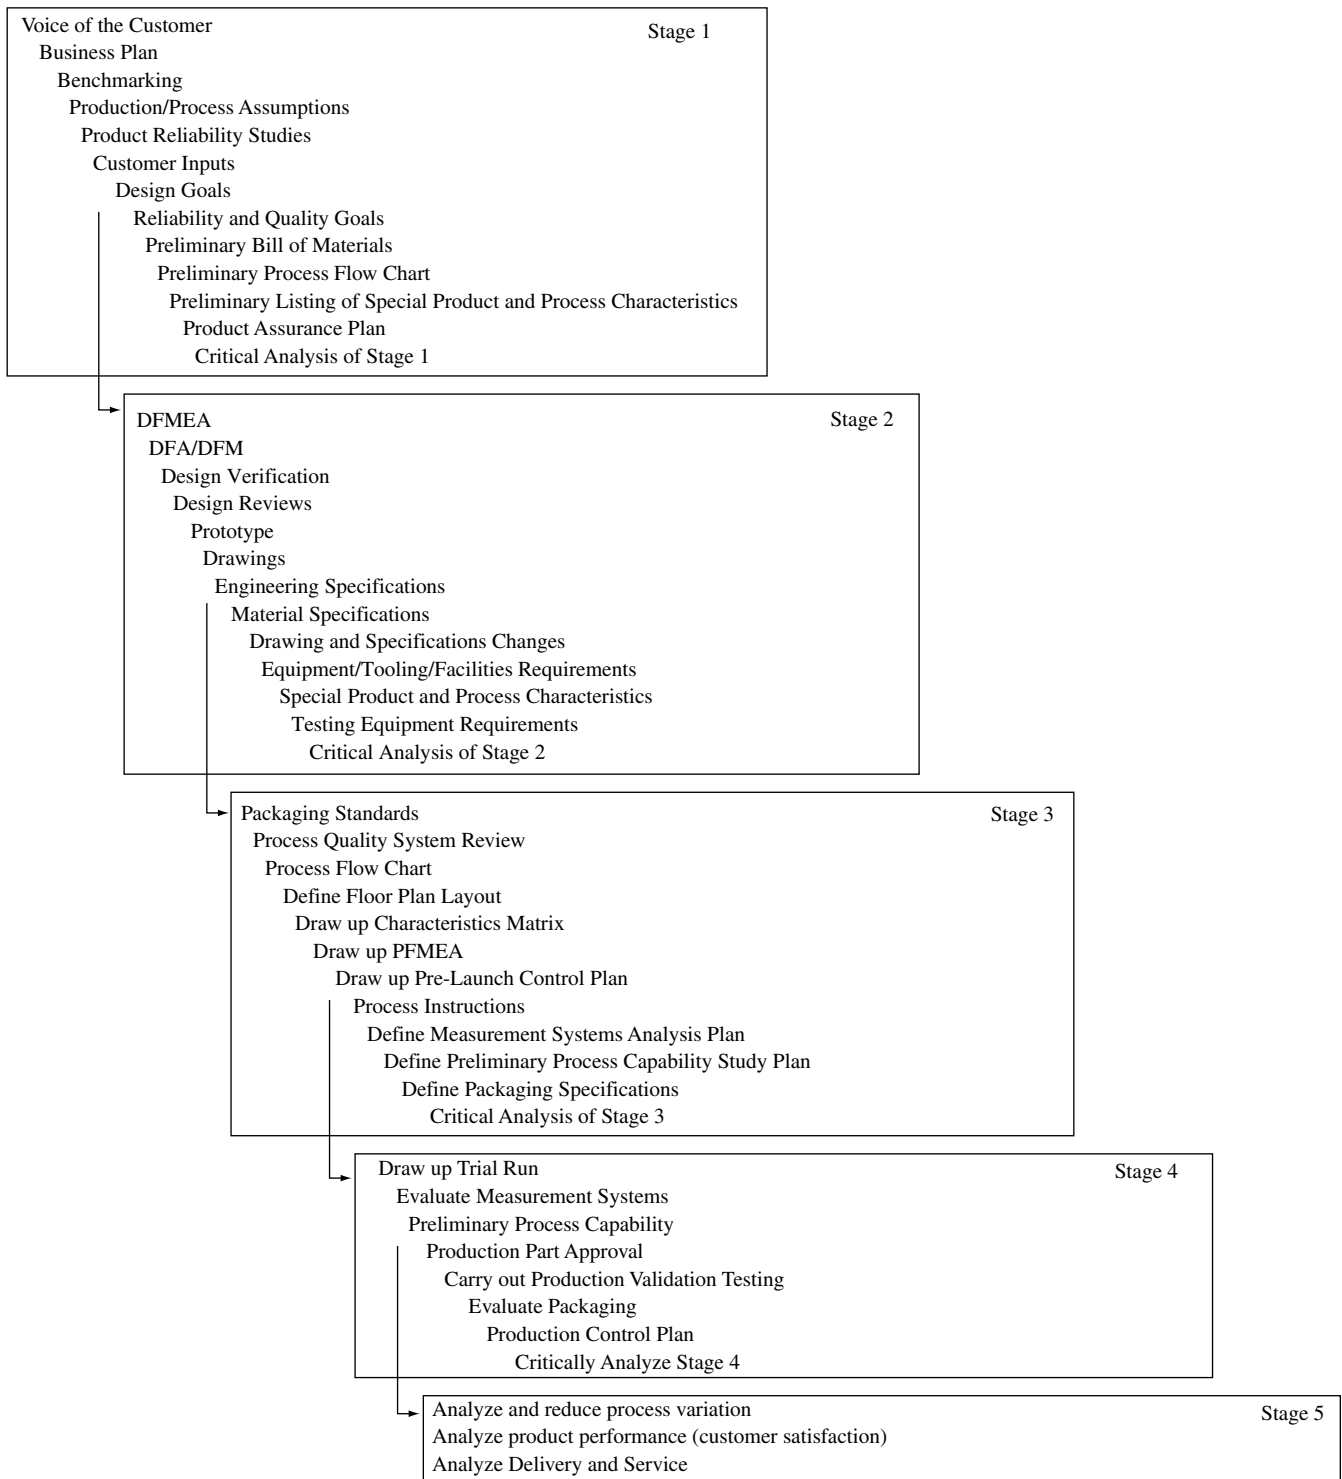 Voice of the Customer
Stage 1
Business Plan
Benchmarking
Production/Process Assumptions
Product Reliability Studies
Customer Inputs
Design Goals
Reliability and Quality Goals
Preliminary Bill of Materials
Preliminary Process Flow Chart
Preliminary Listing of Special Product and Process Characteristics
Product Assurance Plan
Critical Analysis of Stage 1
DFMEA
Stage 2
DFA/DFM
Design Verification
Design Reviews
Prototype
Drawings
Engineering Specifications
Material Specifications
Drawing and Specifications Changes
Equipment/Tooling/Facilities Requirements
Special Product and Process Characteristics
Testing Equipment Requirements
Critical Analysis of Stage 2
Packaging Standards
Stage 3
Process Quality System Review
Process Flow Chart
Define Floor Plan Layout
Draw up Characteristics Matrix
Draw up PFMEA
Draw up Pre-Launch Control Plan
Process Instructions
Define Measurement Systems Analysis Plan
Define Preliminary Process Capability Study Plan
Define Packaging Specifications
Critical Analysis of Stage 3
Draw up Trial Run
Stage 4
Evaluate Measurement Systems
Preliminary Process Capability
Production Part Approval
Carry out Production Validation Testing
Evaluate Packaging
Production Control Plan
Critically Analyze Stage 4
Analyze and reduce process variation
Stage 5
Analyze product performance (customer satisfaction)
Analyze Delivery and Service